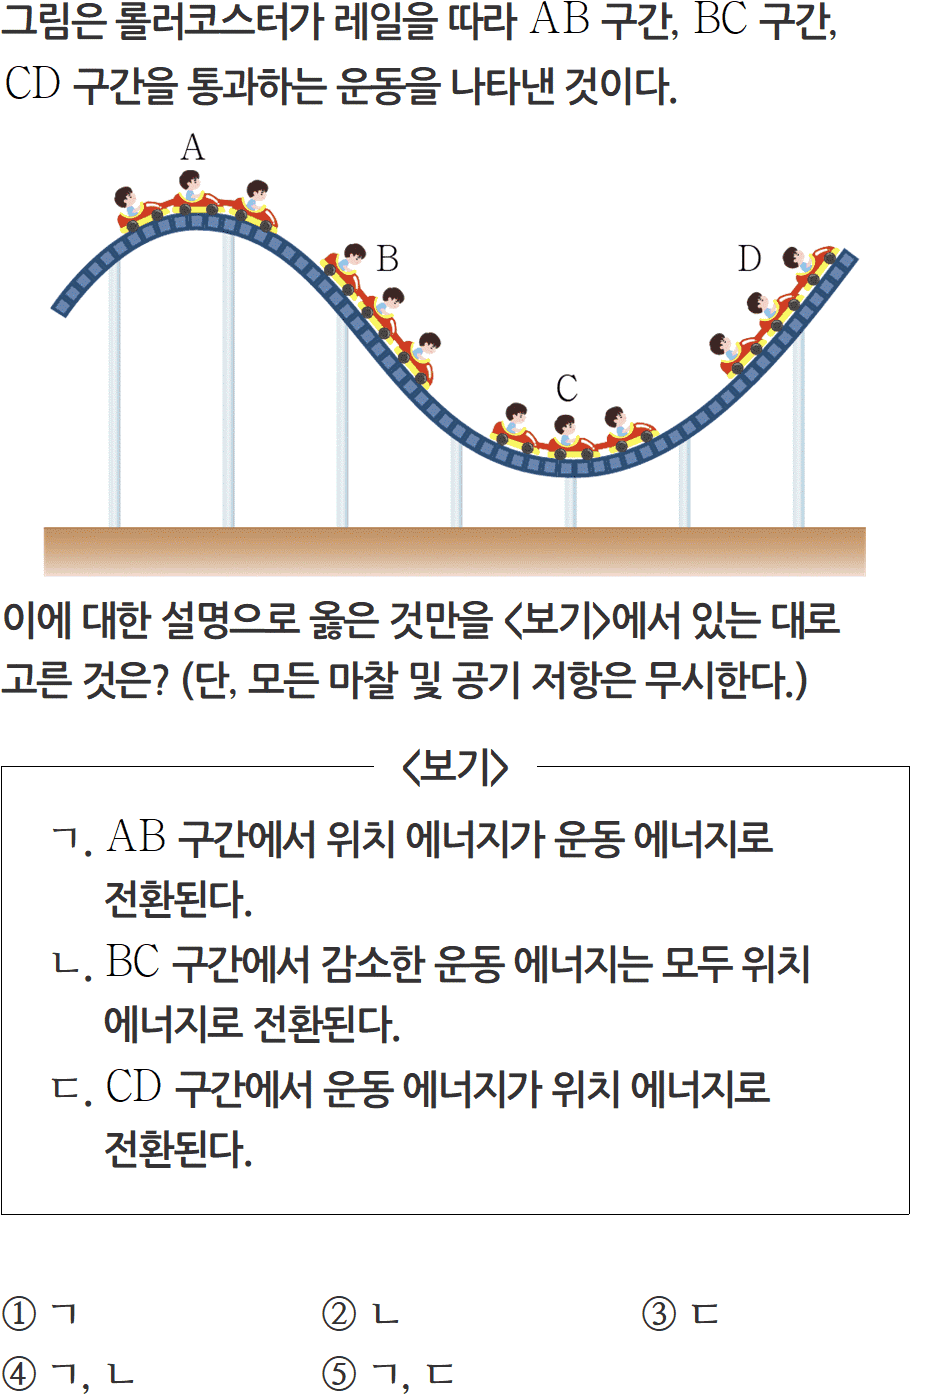 그림은 롤러코스터가 레일을 따라 AB 구간, BC 구간,
CD 구간을 통과하는 운동을 나타낸 것이다.
A
B
D
C
이에 대한 설명으로 옳은 것만을 <보기>에서 있는 대로
고른 것은? (단, 모든 마찰 및 공기 저항은 무시한다.)
<보기>
ㄱ. AB 구간에서 위치 에너지가 운동 에너지로
전환된다.
ㄴ. BC 구간에서 감소한 운동 에너지는 모두 위치
에너지로 전환된다.
ㄷ. CD 구간에서 운동 에너지가 위치 에너지로
전환된다.
① ㄱ ② ㄴ ③ ㄷ
④ ㄱ, ㄴ ⑤ ㄱ, ㄷ